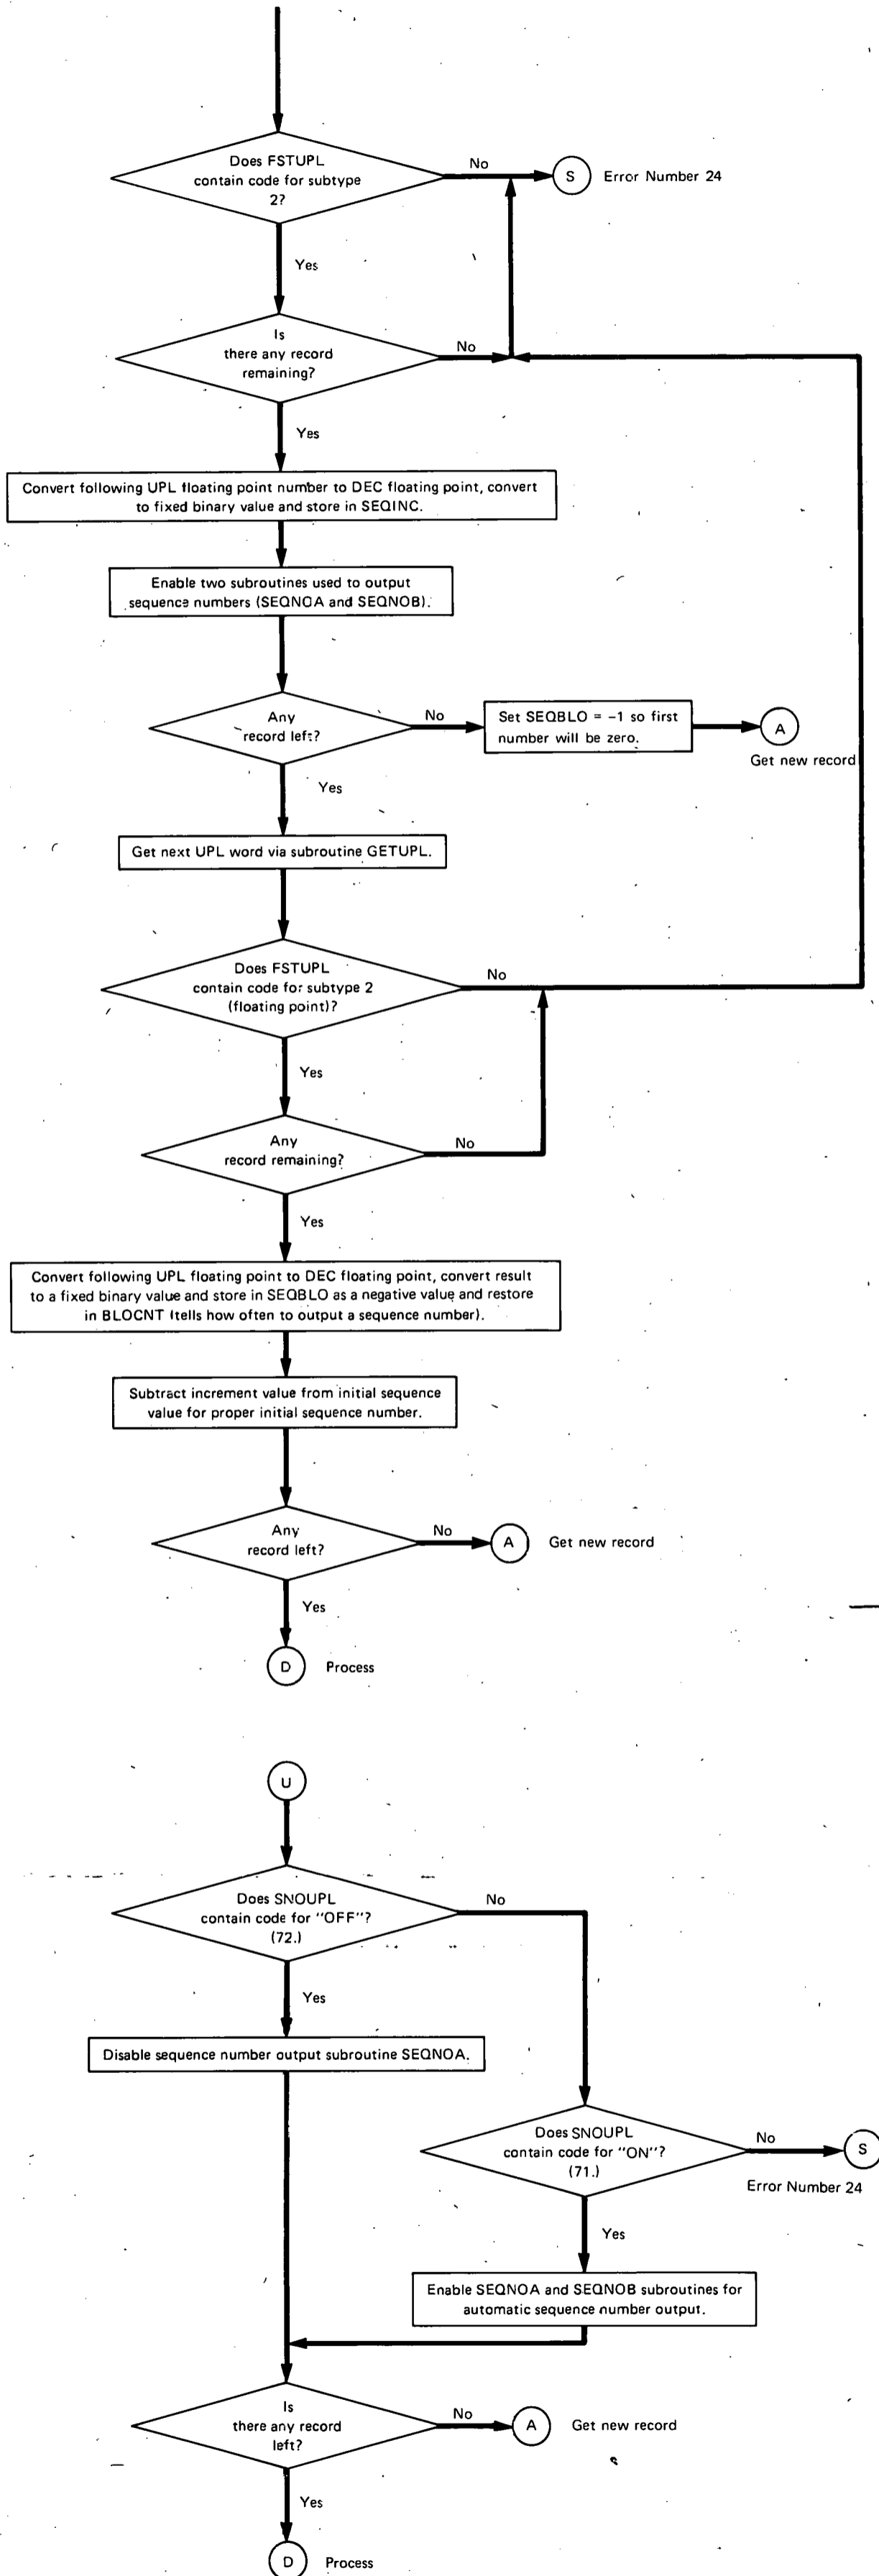 Does FSTUPL
contain code for subtype
2?
No
S
Error Number 24
Yes
Is
there any record
remaining?
No
Yes
Convert following UPL floating point number to DEC floating point, convert
to fixed binary value and store in SEQINC.
Enable two subroutines used to output
sequence numbers (SEQNOA and SEQNOB).
Any
record left?
No
Set SEQBLO = -1 so first
number will be zero.
A
Get new record
Yes
Get next UPL word via subroutine GETUPL.
Does FSTUPL
contain code for subtype 2
(floating point)?
No
Yes
Any
record remaining?
No
Yes
Convert following UPL floating point to DEC floating point, convert result
to a fixed binary value and store in SEQBLO as a negative value and restore
in BLOCNT (tells how often to output a sequence number).
Subtract increment value from initial sequence
value for proper initial sequence number.
Any
record left?
No
A
Get new record
Yes
D
Process
U
Does SNOUPL
contain code for "OFF"?
(72.)
No
Yes
Disable sequence number output subroutine SEQNOA.
Does SNOUPL
contain code for "ON"?
(71.)
No
S
Error Number 24
Yes
Enable SEQNOA and SEQNOB subroutines for
automatic sequence number output.
Is
there any record
left?
No
A
Get new record
Yes
D
Process